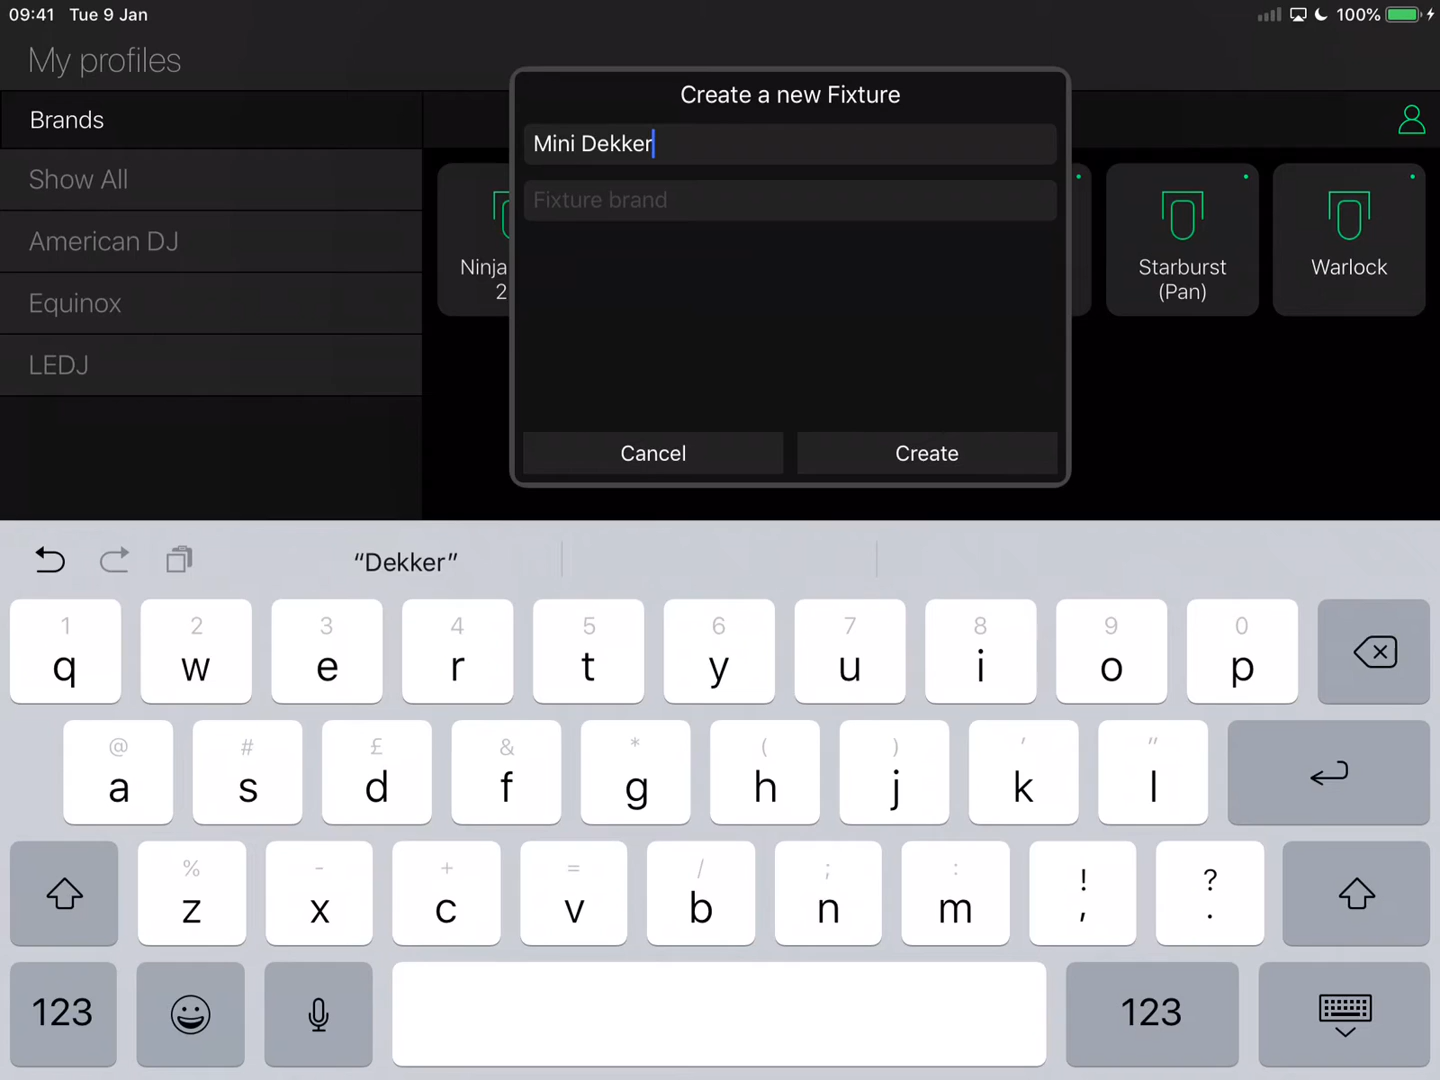 09:41 Tue 9 Jan
100%
My profiles
Create a new Fixture
Brands
Mini Dekker
Show All
Fixture brand
American DJ
Ninja
2
Starburst
(Pan)
Warlock
Equinox
LEDJ
Cancel
Create
“Dekker”
1 2 3 4 5 6 7 8 9 0
q w e r t y u i o p
@ # £ & * ( ) ' "
a s d f g h j k l
% - + = / ; : ! ?
z x c v b n m , .
123
123